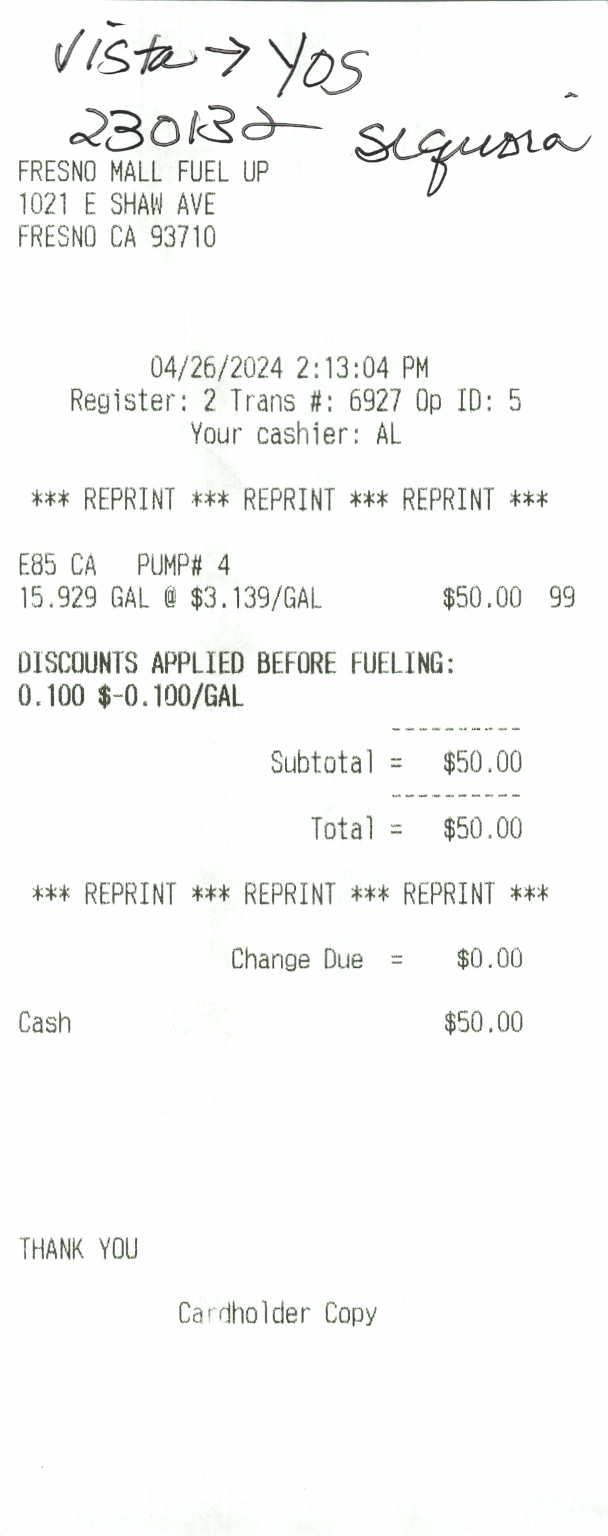 vista → YOS
230132 sequoia
FRESNO MALL FUEL UP
1021 E SHAW AVE
FRESNO CA 93710
04/26/2024 2:13:04 PM
Register: 2 Trans #: 6927 Op ID: 5
Your cashier: AL
*** REPRINT *** REPRINT *** REPRINT ***
E85 CA PUMP# 4
15.929 GAL @ $3.139/GAL $50.00 99
DISCOUNTS APPLIED BEFORE FUELING:
0.100 $-0.100/GAL
----------
Subtotal = $50.00
----------
Total = $50.00
*** REPRINT *** REPRINT *** REPRINT ***
Change Due = $0.00
Cash $50.00
THANK YOU
Cardholder Copy